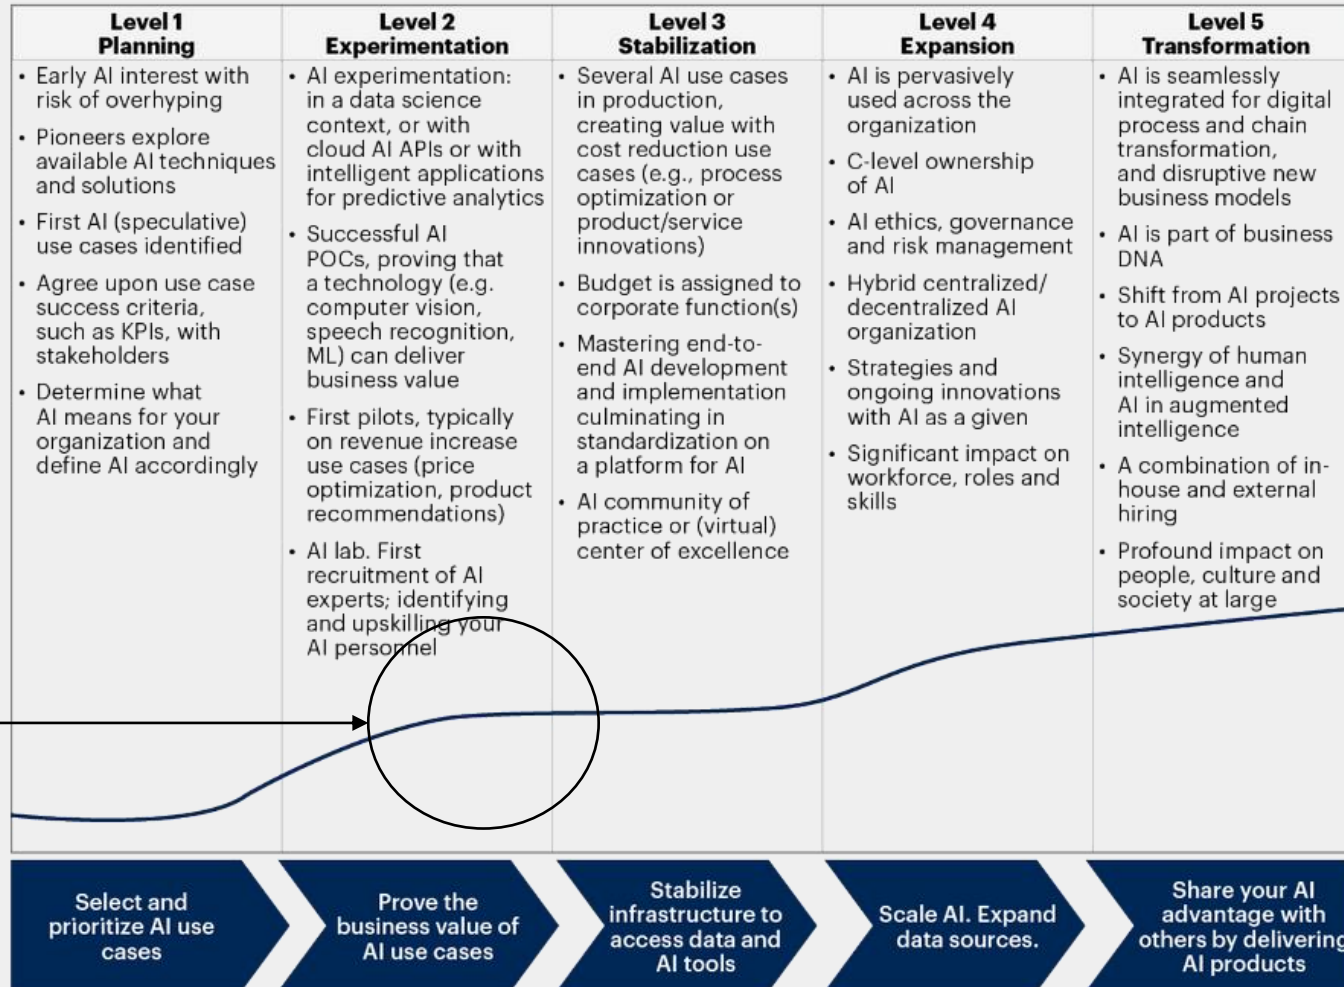 Level 1
Planning
• Early AI interest with
risk of overhyping
• Pioneers explore
available AI techniques
and solutions
• First AI (speculative)
use cases identified
• Agree upon use case
success criteria,
such as KPIs, with
stakeholders
• Determine what
AI means for your
organization and
define AI accordingly
Level 2
Experimentation
• AI experimentation:
in a data science
context, or with
cloud AI APIs or with
intelligent applications
for predictive analytics
• Successful AI
POCs, proving that
a technology (e.g.
computer vision,
speech recognition,
ML) can deliver
business value
• First pilots, typically
on revenue increase
use cases (price
optimization, product
recommendations)
• AI lab. First
recruitment of AI
experts; identifying
and upskilling your
AI personnel
Level 3
Stabilization
• Several AI use cases
in production,
creating value with
cost reduction use
cases (e.g., process
optimization or
product/service
innovations)
• Budget is assigned to
corporate function(s)
• Mastering end-to-
end AI development
and implementation
culminating in
standardization on
a platform for AI
• AI community of
practice or (virtual)
center of excellence
Level 4
Expansion
• AI is pervasively
used across the
organization
• C-level ownership
of AI
• AI ethics, governance
and risk management
• Hybrid centralized/
decentralized AI
organization
• Strategies and
ongoing innovations
with AI as a given
• Significant impact on
workforce, roles and
skills
Level 5
Transformation
• AI is seamlessly
integrated for digital
process and chain
transformation,
and disruptive new
business models
• AI is part of business
DNA
• Shift from AI projects
to AI products
• Synergy of human
intelligence and
AI in augmented
intelligence
• A combination of in-
house and external
hiring
• Profound impact on
people, culture and
society at large
Select and
prioritize AI use
cases
Prove the
business value of
AI use cases
Stabilize
infrastructure to
access data and
AI tools
Scale AI. Expand
data sources.
Share your AI
advantage with
others by delivering
AI products